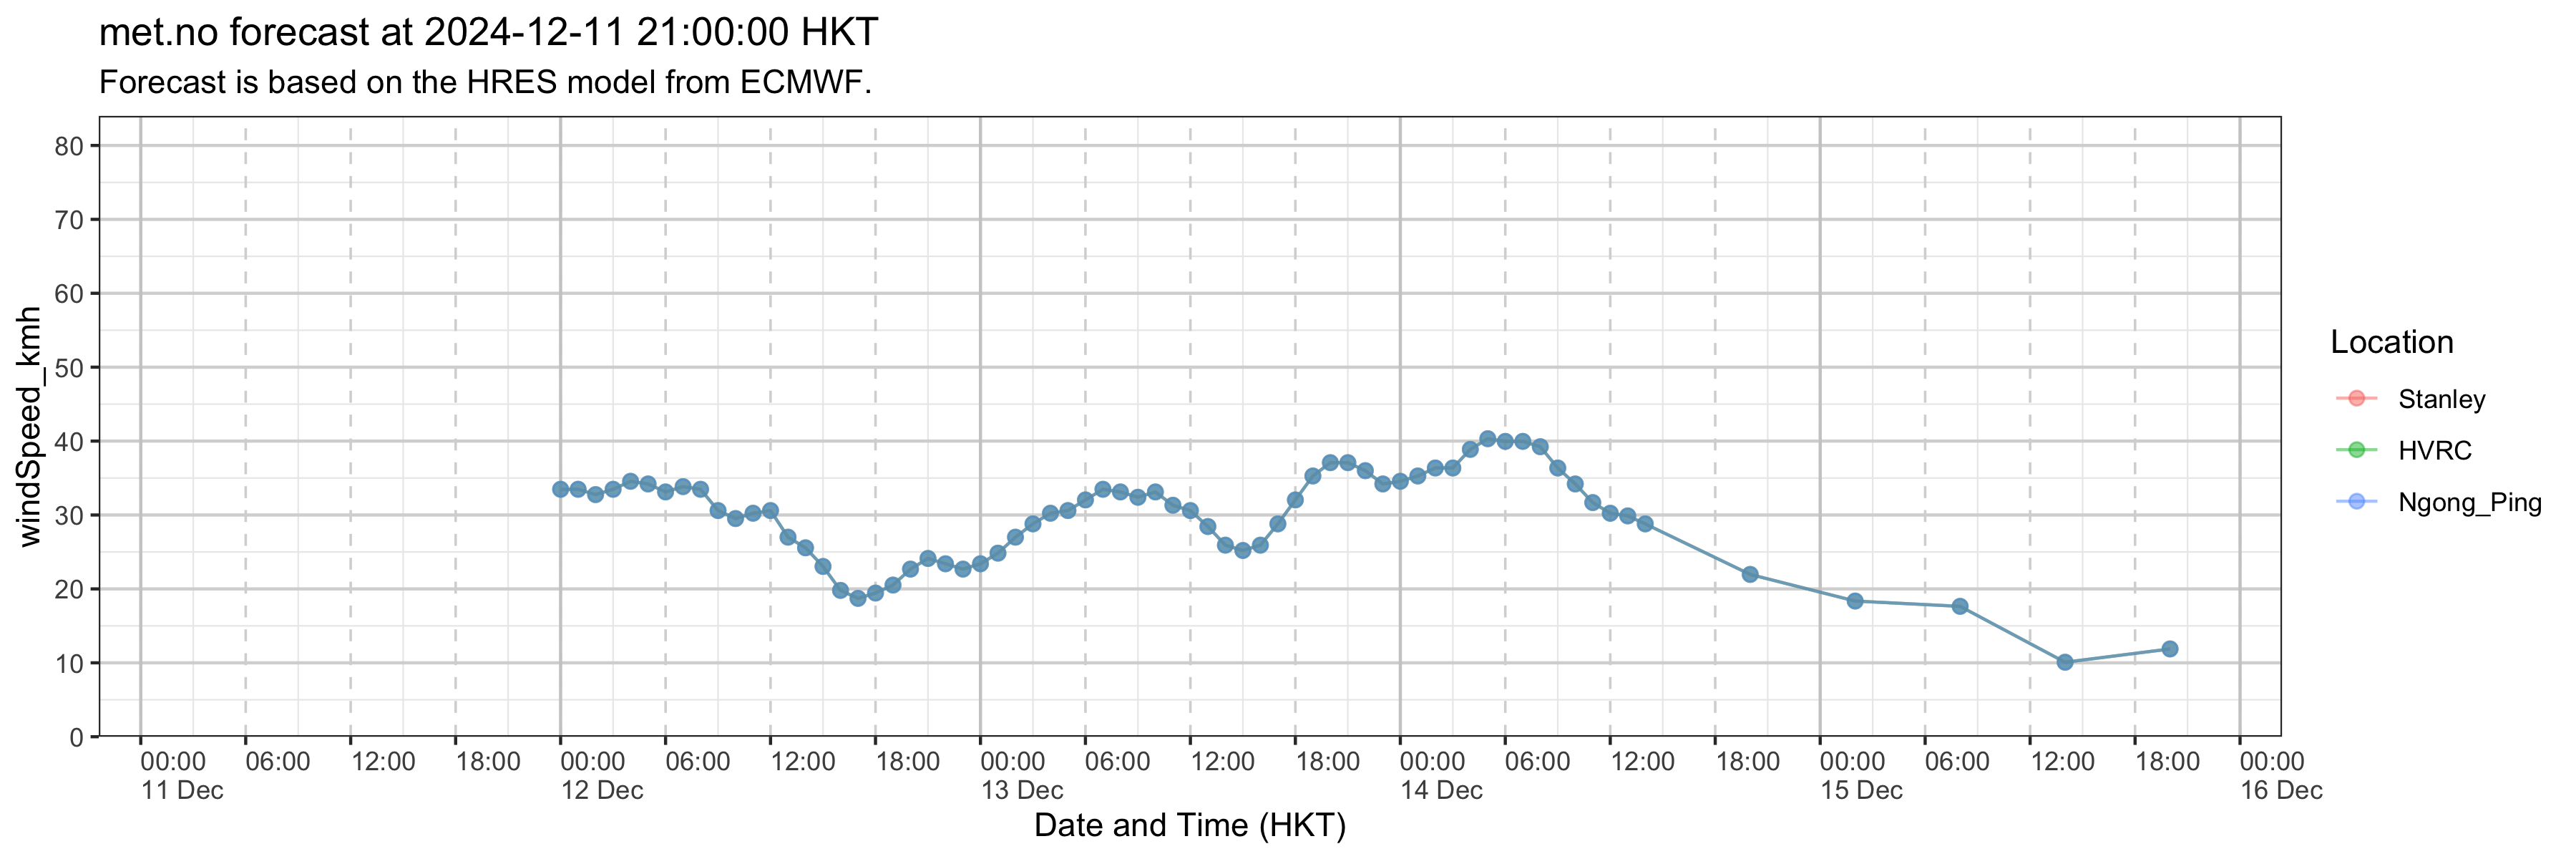 met.no forecast at 2024-12-11 21:00:00 HKT
Forecast is based on the HRES model from ECMWF.
windSpeed_kmh
80
70
60
50
40
30
20
10
0
00:00 06:00 12:00 18:00 00:00 06:00 12:00 18:00 00:00 06:00 12:00 18:00 00:00 06:00 12:00 18:00 00:00 06:00 12:00 18:00 00:00
11 Dec 12 Dec 13 Dec 14 Dec 15 Dec 16 Dec
Date and Time (HKT)
Location
Stanley
HVRC
Ngong_Ping